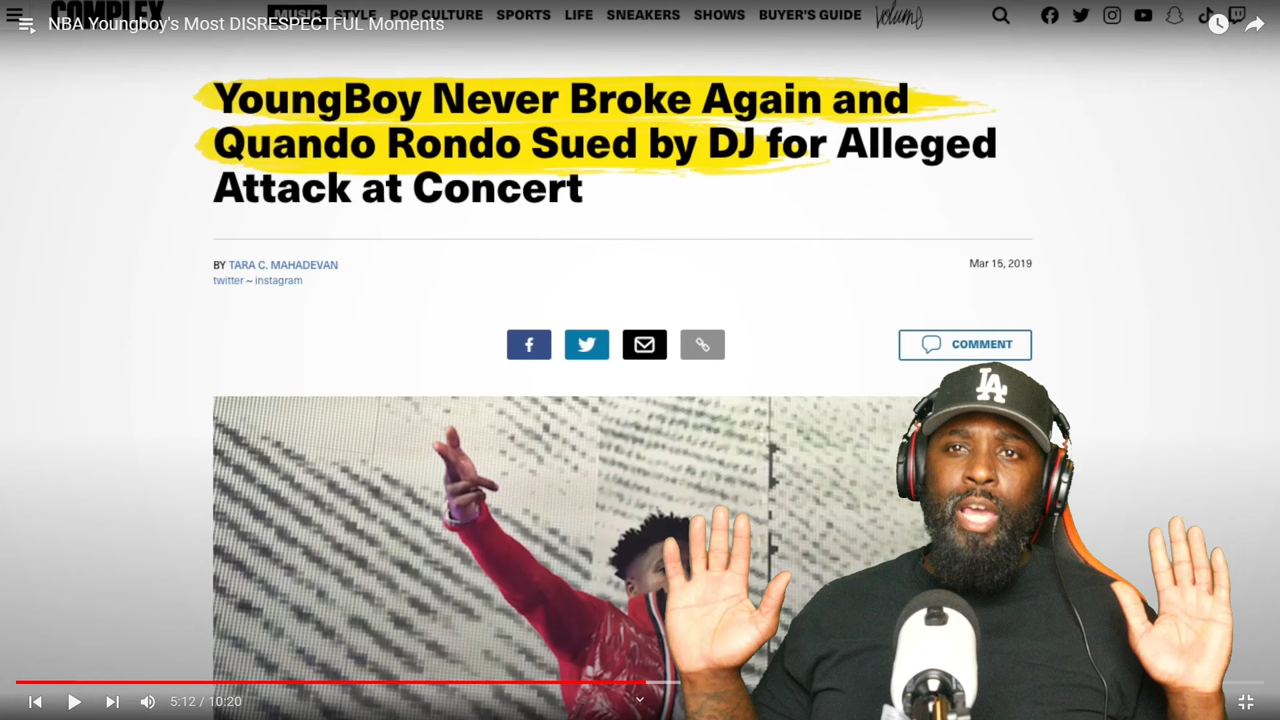 COMPLEX
MUSIC STYLE POP CULTURE SPORTS LIFE SNEAKERS SHOWS BUYER'S GUIDE Volume
NBA Youngboy's Most DISRESPECTFUL Moments
YoungBoy Never Broke Again and
Quando Rondo Sued by DJ for Alleged
Attack at Concert
BY TARA C. MAHADEVAN
Mar 15, 2019
twitter ~ instagram
COMMENT
LA
5:12 / 10:20